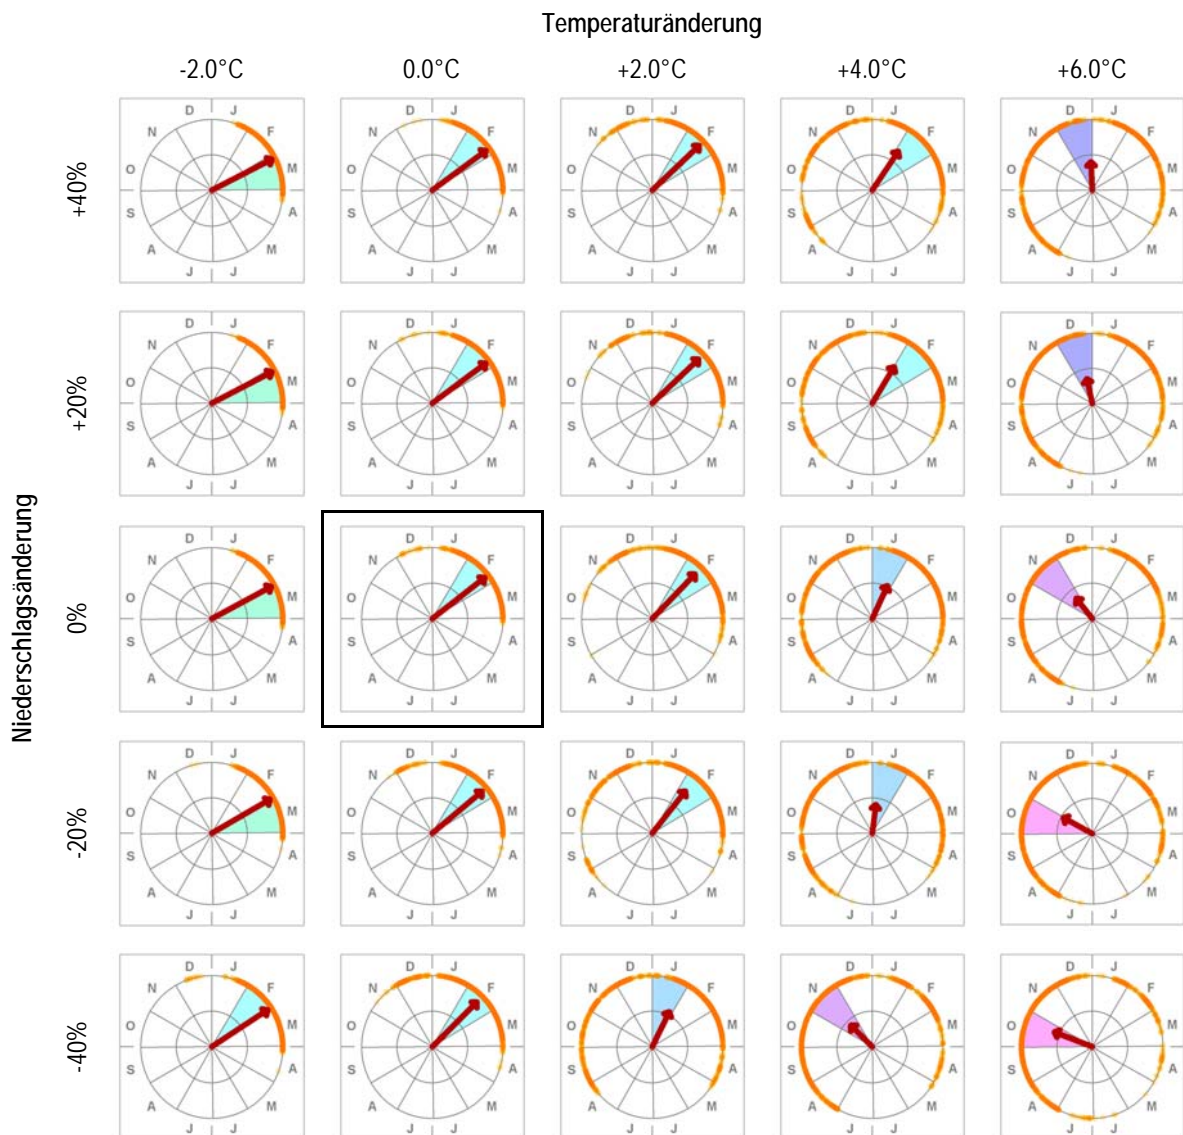 Temperaturänderung
-2.0°C 0.0°C +2.0°C +4.0°C +6.0°C
Niederschlagsänderung
+40%
D J D J D J D J D J
N F N F N F N F N F
O M O M O M O M O M
S A S A S A S A S A
A M A M A M A M A M
J J J J J J J J J J
+20%
D J D J D J D J D J
N F N F N F N F N F
O M O M O M O M O M
S A S A S A S A S A
A M A M A M A M A M
J J J J J J J J J J
0%
D J D J D J D J D J
N F N F N F N F N F
O M O M O M O M O M
S A S A S A S A S A
A M A M A M A M A M
J J J J J J J J J J
-20%
D J D J D J D J D J
N F N F N F N F N F
O M O M O M O M O M
S A S A S A S A S A
A M A M A M A M A M
J J J J J J J J J J
-40%
D J D J D J D J D J
N F N F N F N F N F
O M O M O M O M O M
S A S A S A S A S A
A M A M A M A M A M